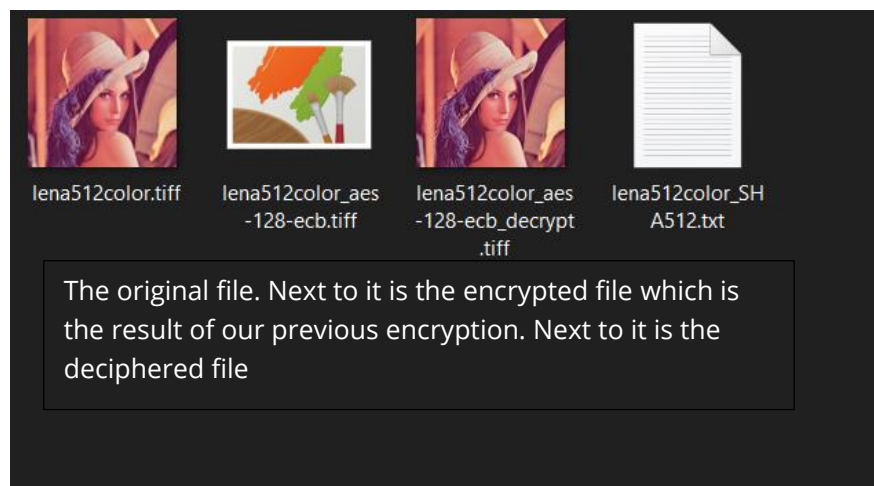 lena512color.tiff
lena512color_aes
-128-ecb.tiff
lena512color_aes
-128-ecb_decrypt
.tiff
lena512color_SH
A512.txt
The original file. Next to it is the encrypted file which is
the result of our previous encryption. Next to it is the
deciphered file